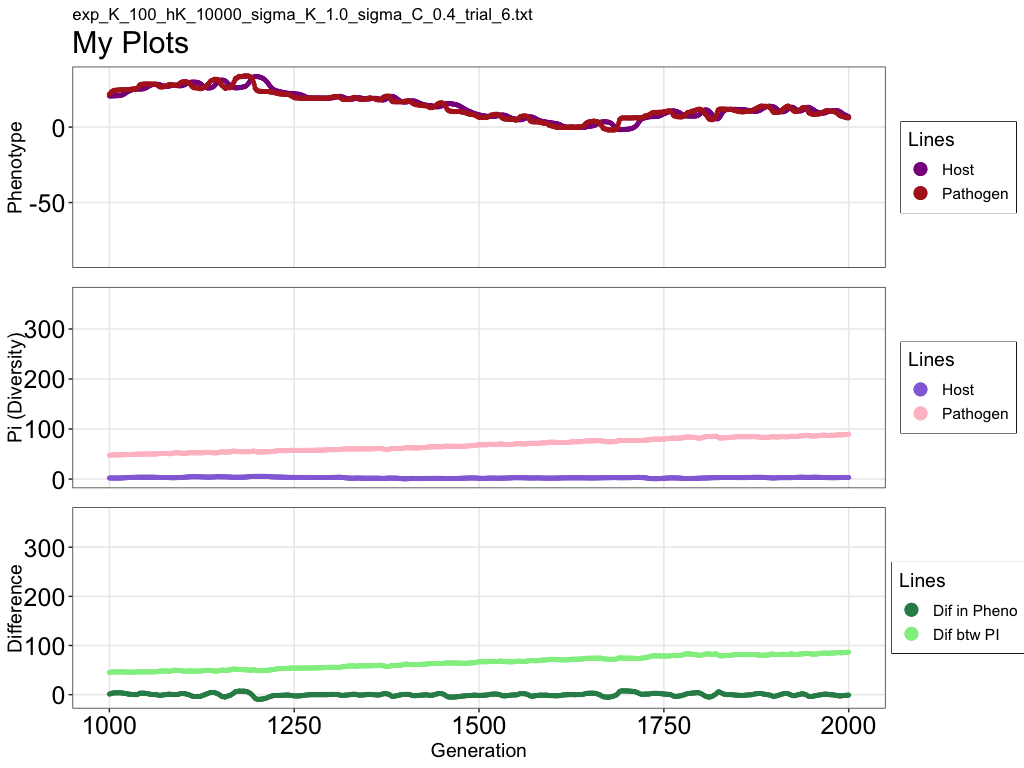 exp_K_100_hK_10000_sigma_K_1.0_sigma_C_0.4_trial_6.txt
My Plots
Phenotype
0
-50
Lines
Host
Pathogen
Pi (Diversity)
300
200
100
0
Lines
Host
Pathogen
Difference
300
200
100
0
Lines
Dif in Pheno
Dif btw PI
1000 1250 1500 1750 2000
Generation